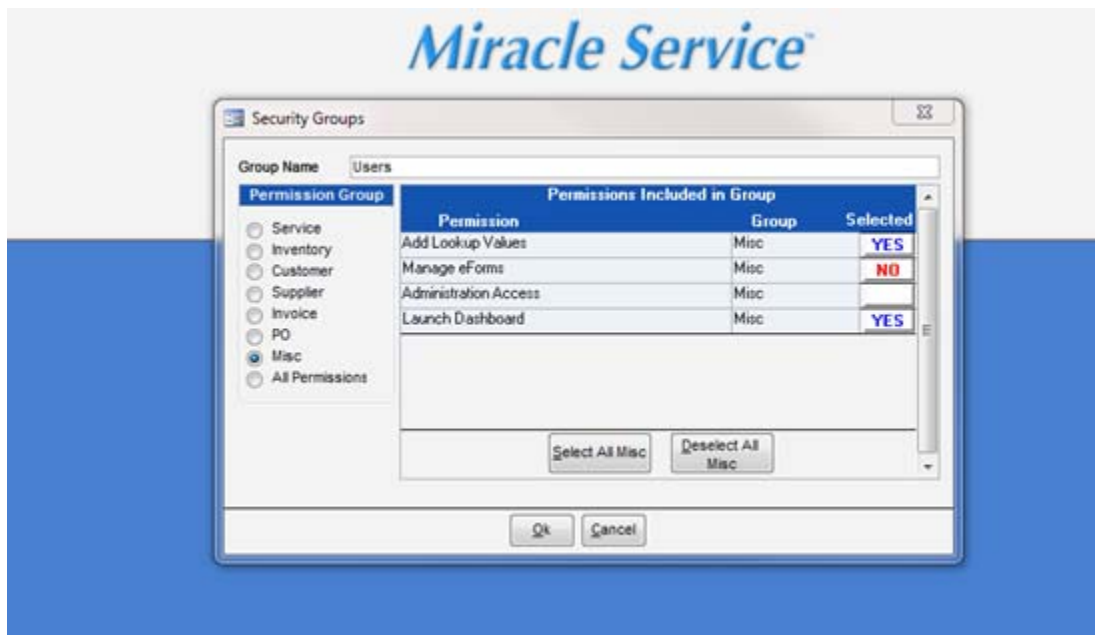 Miracle Service™
Security Groups
Group Name Users
Permission Group
Service
Inventory
Customer
Supplier
Invoice
PO
Misc
All Permissions
Permissions Included in Group
Permission Group Selected
Add Lookup Values Misc YES
Manage eForms Misc NO
Administration Access Misc
Launch Dashboard Misc YES
Select All Misc
Deselect All
Misc
Ok Cancel